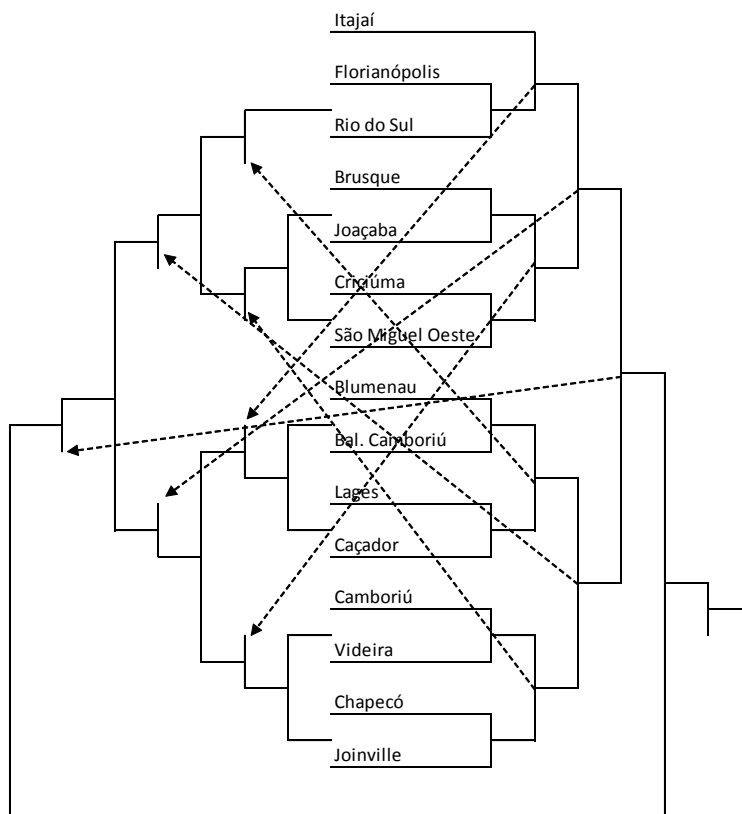 Itajaí
Florianópolis
Rio do Sul
Brusque
Joaçaba
Criciúma
São Miguel Oeste
Blumenau
Bal. Camboriú
Lages
Caçador
Camboriú
Videira
Chapecó
Joinville